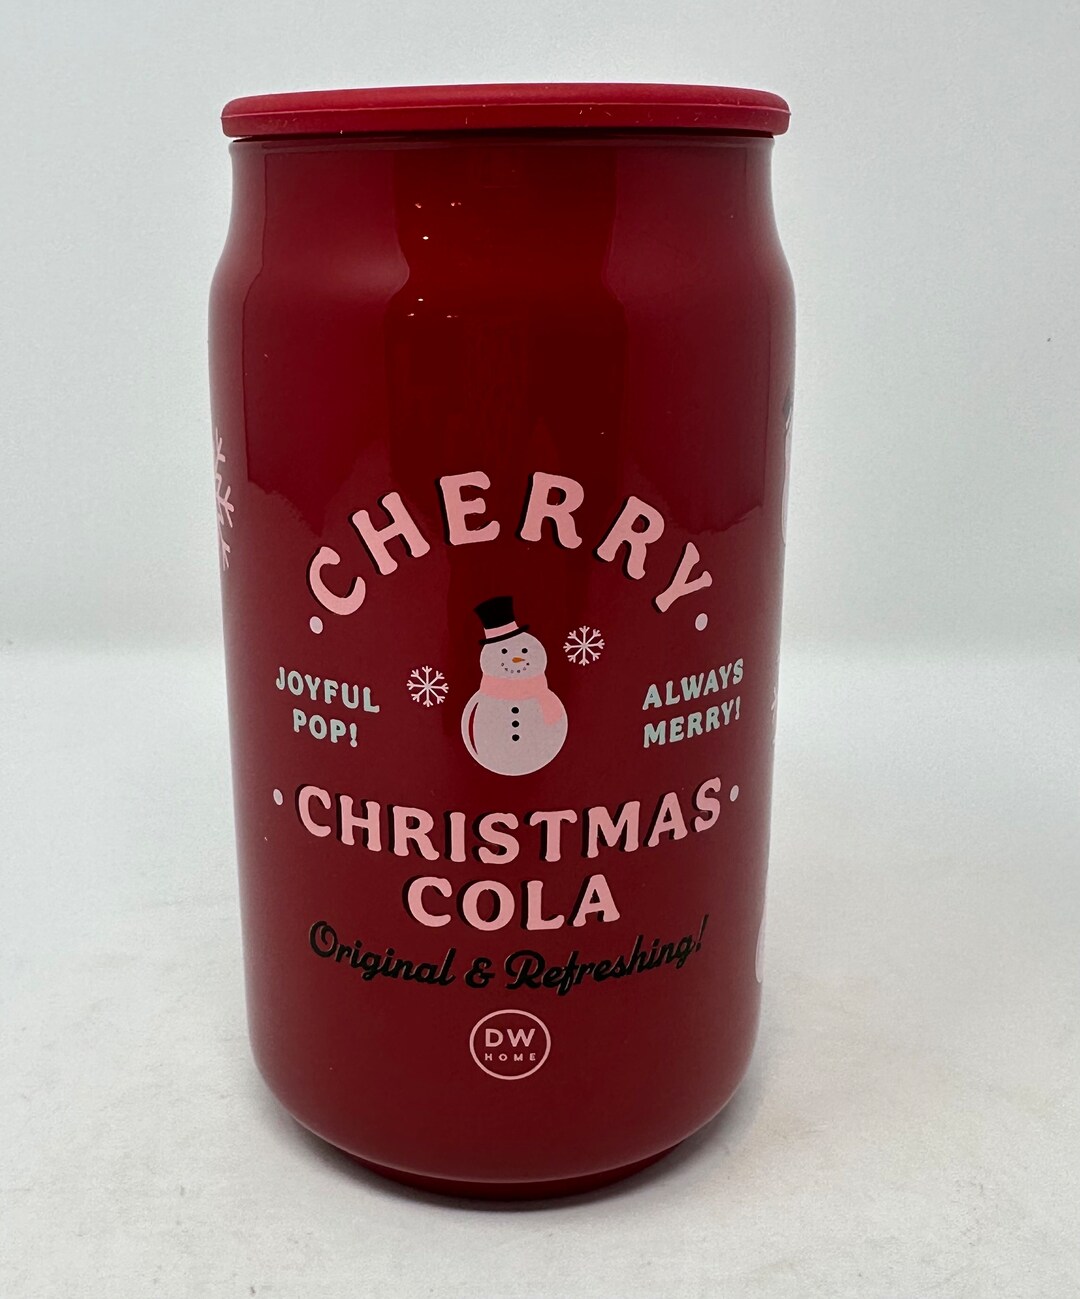 CHERRY
JOYFUL
POP!
ALWAYS
MERRY!
CHRISTMAS
COLA
Original & Refreshing!
DW
HOME